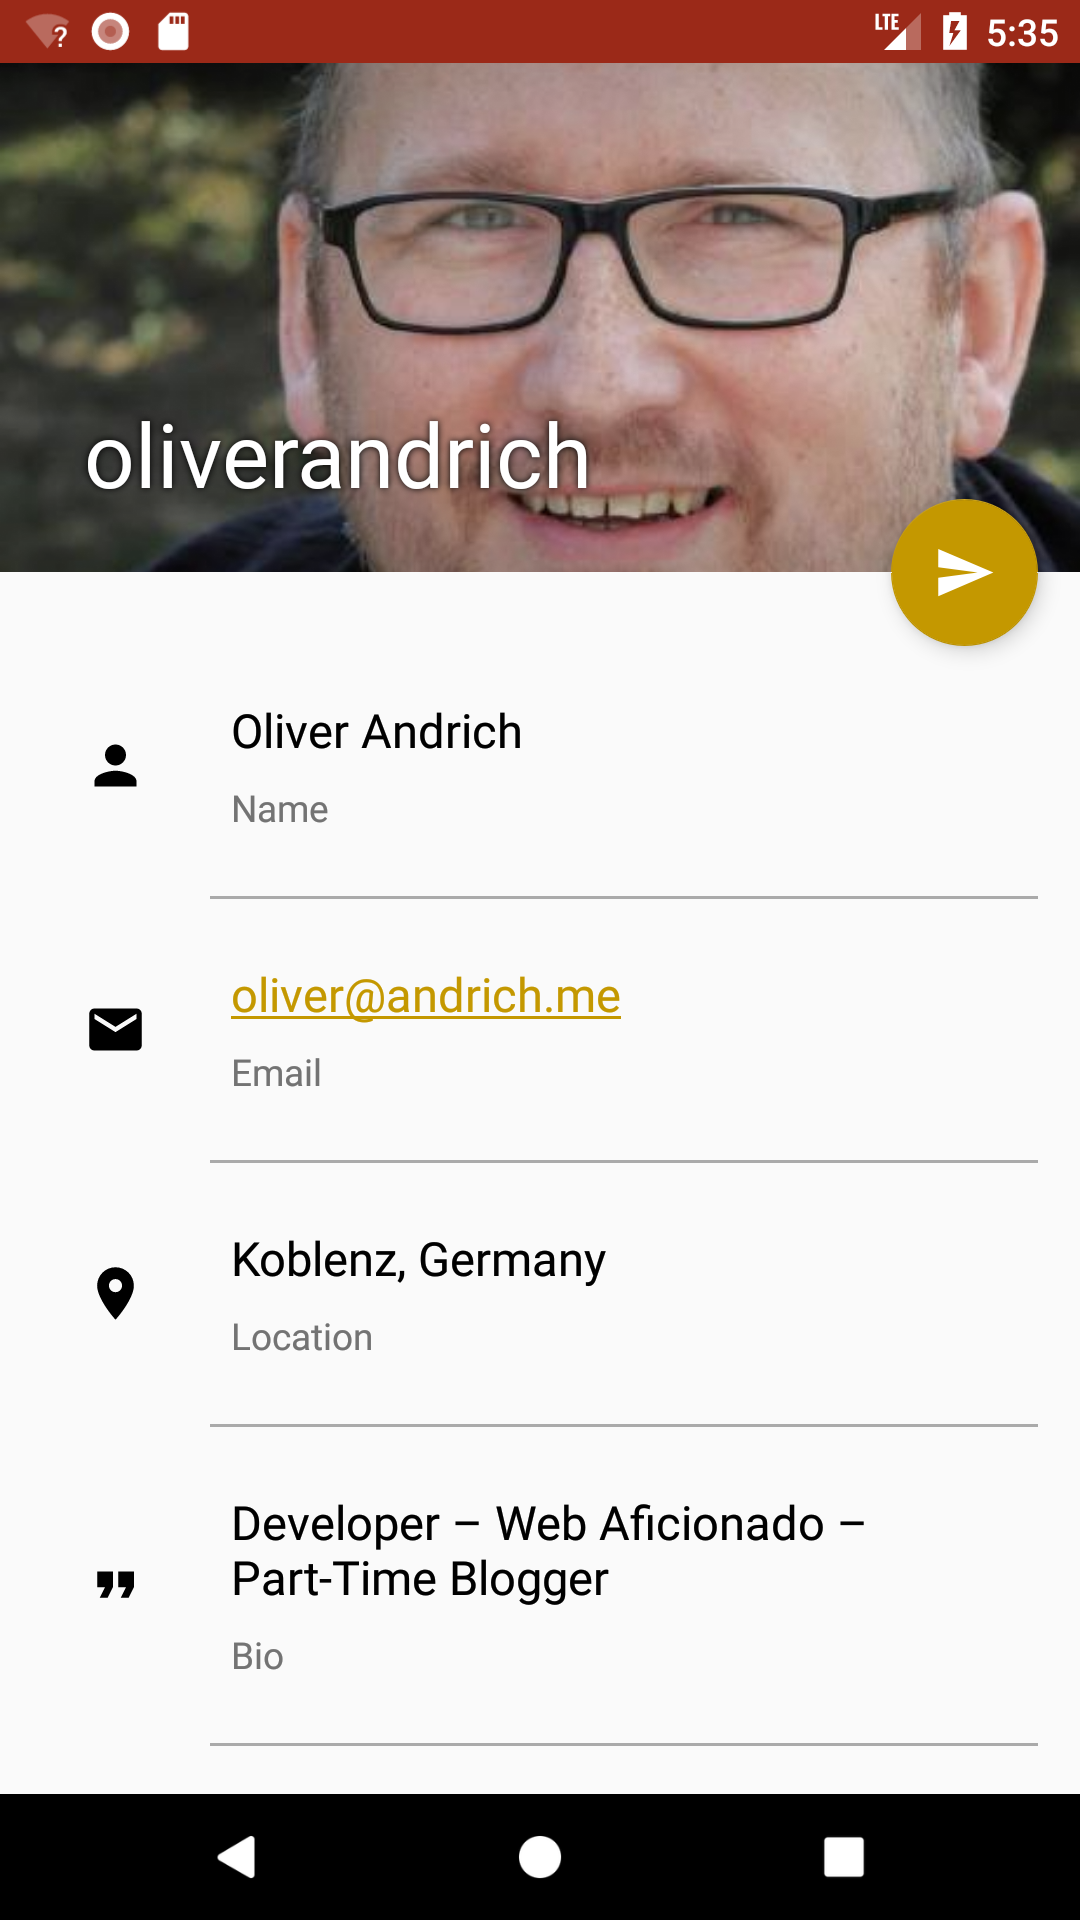 LTE 5:35
oliverandrich
Oliver Andrich
Name
oliver@andrich.me
Email
Koblenz, Germany
Location
Developer – Web Aficionado –
Part-Time Blogger
Bio